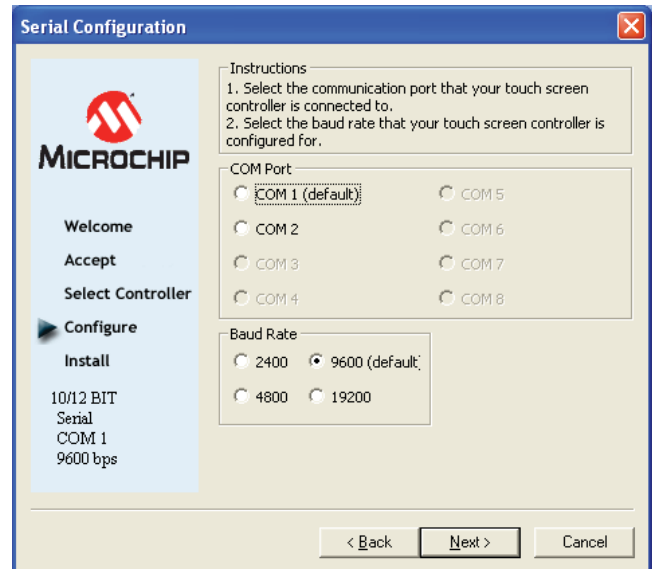 Serial Configuration
MICROCHIP
Welcome
Accept
Select Controller
Configure
Install
10/12 BIT
Serial
COM 1
9600 bps
Instructions
1. Select the communication port that your touch screen
controller is connected to.
2. Select the baud rate that your touch screen controller is
configured for.
COM Port
COM 1 (default)
COM 5
COM 2
COM 6
COM 3
COM 7
COM 4
COM 8
Baud Rate
2400
9600 (default)
4800
19200
< Back
Next >
Cancel